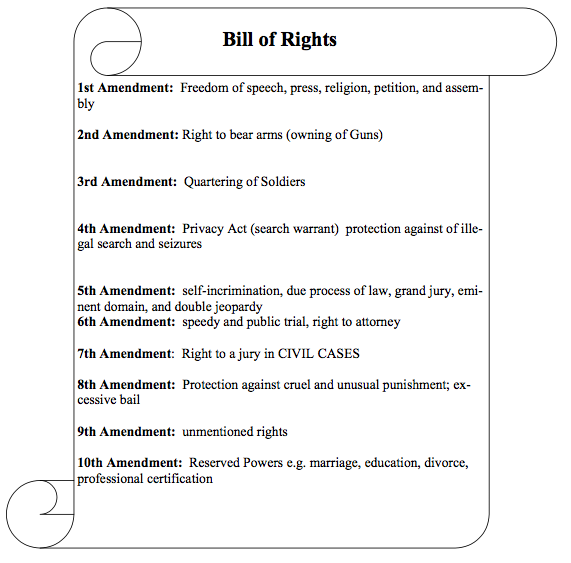 Bill of Rights
1st Amendment:  Freedom of speech, press, religion, petition, and assem-
bly
2nd Amendment: Right to bear arms (owning of Guns)
3rd Amendment:  Quartering of Soldiers
4th Amendment:  Privacy Act (search warrant)  protection against of ille-
gal search and seizures
5th Amendment:  self-incrimination, due process of law, grand jury, emi-
nent domain, and double jeopardy
6th Amendment:  speedy and public trial, right to attorney
7th Amendment:  Right to a jury in CIVIL CASES
8th Amendment:  Protection against cruel and unusual punishment; ex-
cessive bail
9th Amendment:  unmentioned rights
10th Amendment:  Reserved Powers e.g. marriage, education, divorce,
professional certification